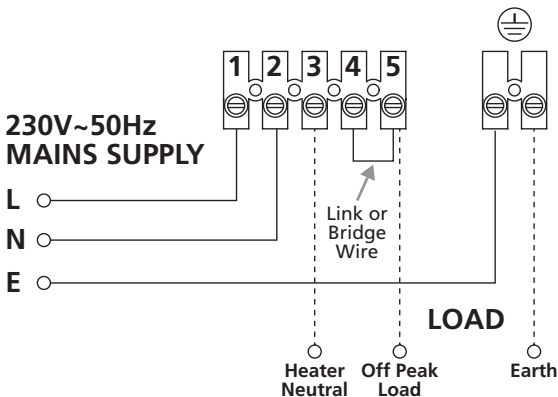 1 2 3 4 5
230V~50Hz
MAINS SUPPLY
L
N
E
Link or
Bridge
Wire
LOAD
Heater
Neutral
Off Peak
Load
Earth